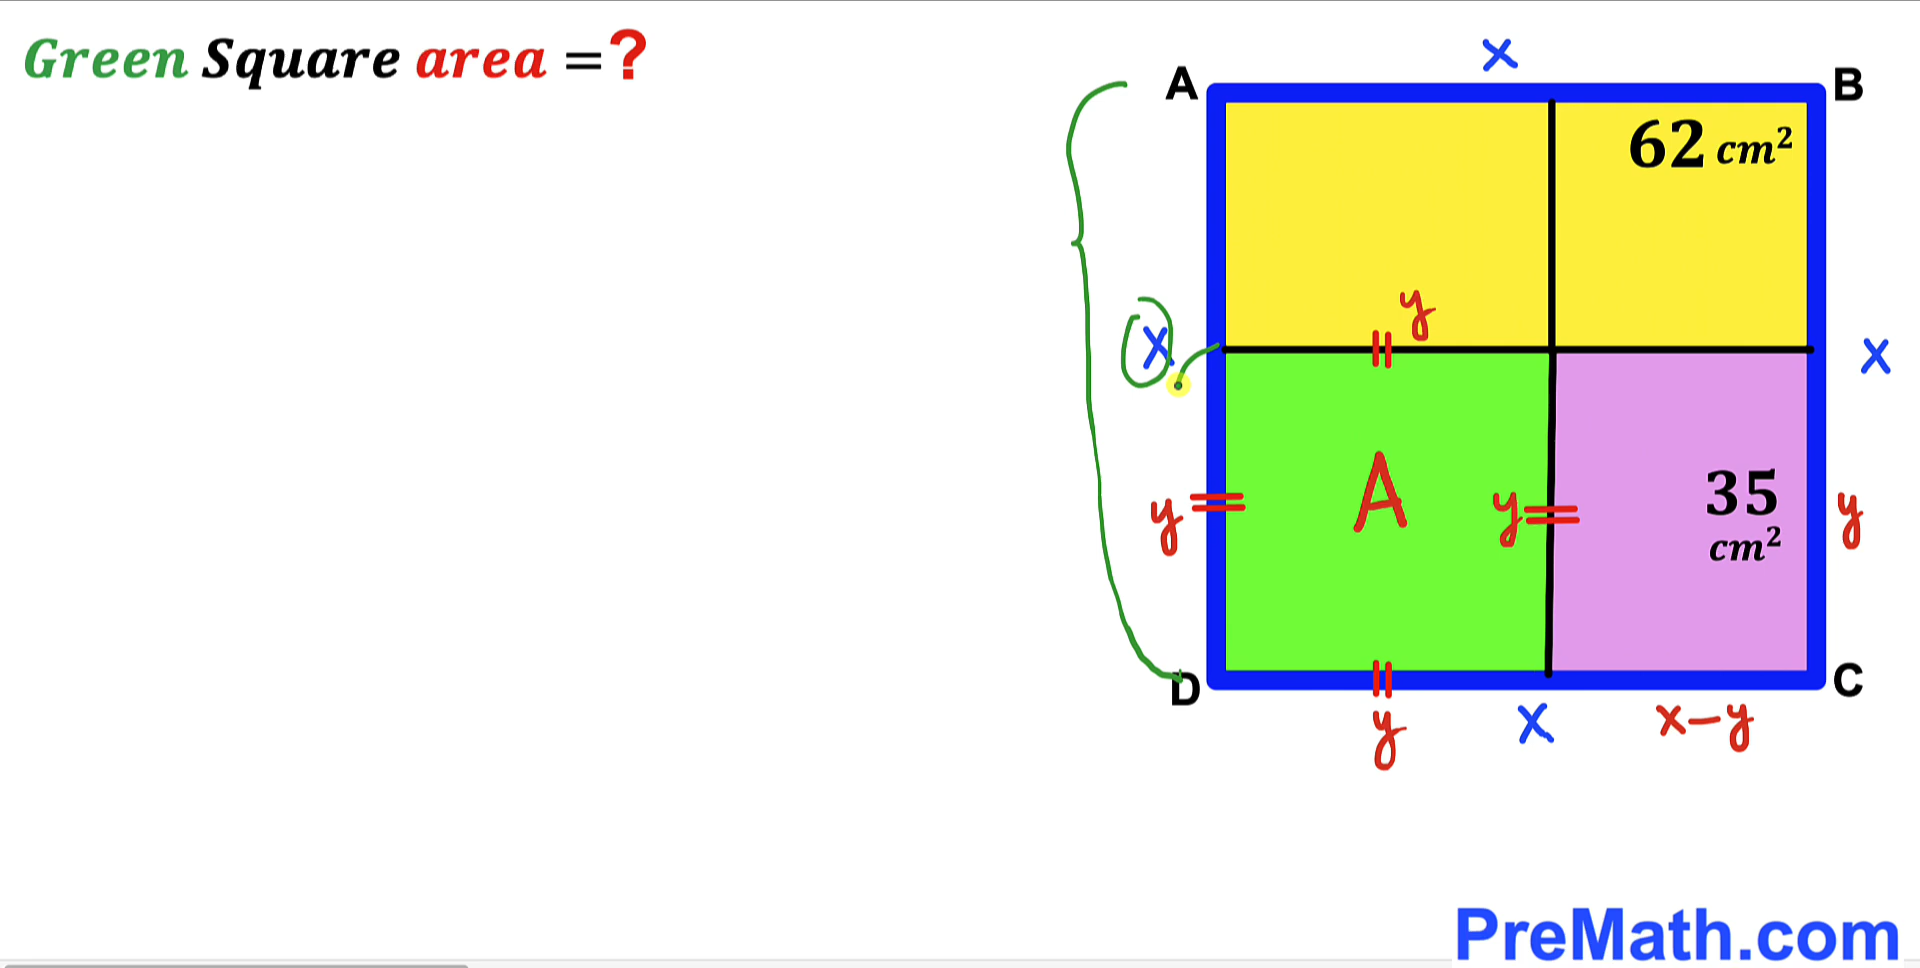 Green Square area = ?
x
A
B
62 cm²
y
x
x
A
y
y
35
cm²
y
D
C
y
x
x-y
PreMath.com